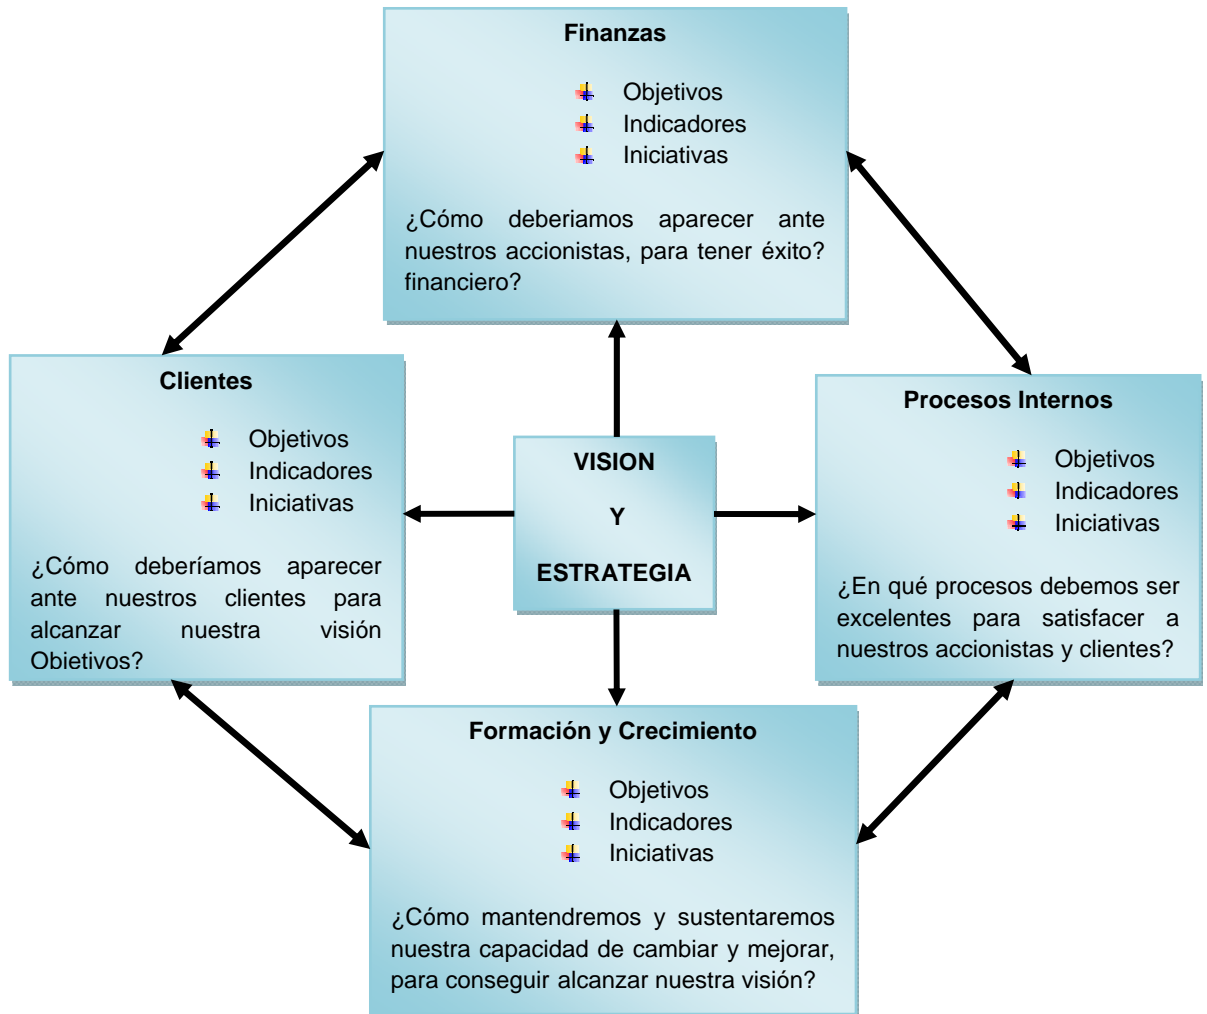 Finanzas
Objetivos
Indicadores
Iniciativas
¿Cómo deberiamos aparecer ante
nuestros accionistas, para tener éxito?
financiero?
Clientes
Objetivos
Indicadores
Iniciativas
¿Cómo deberíamos aparecer
ante nuestros clientes para
alcanzar nuestra visión
Objetivos?
VISION
Y
ESTRATEGIA
Procesos Internos
Objetivos
Indicadores
Iniciativas
¿En qué procesos debemos ser
excelentes para satisfacer a
nuestros accionistas y clientes?
Formación y Crecimiento
Objetivos
Indicadores
Iniciativas
¿Cómo mantendremos y sustentaremos
nuestra capacidad de cambiar y mejorar,
para conseguir alcanzar nuestra visión?